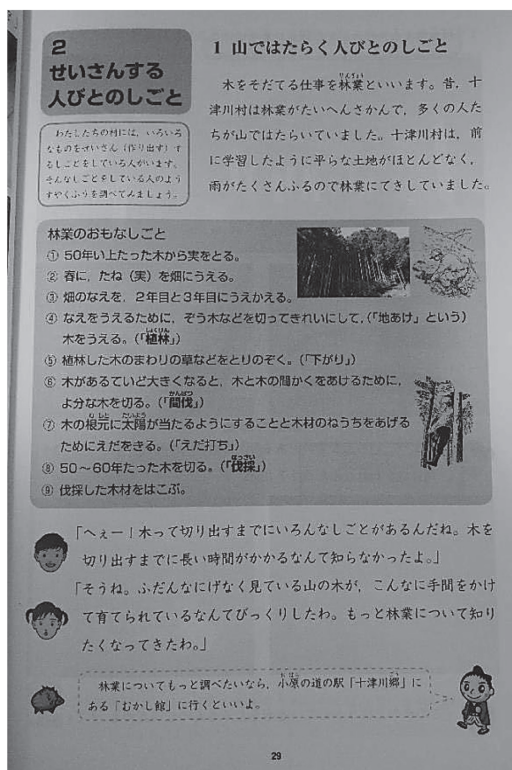 2
せいさんする
人びとのしごと
わたしたちの村には、いろいろ
なものをせいさん（作り出す）す
るしごとをしている人がいます。
そんなしごとをしている人のよう
すやくふうを調べてみましょう。
1 山ではたらく人びとのしごと
木をそだてる仕事を林業といいます。昔，十
津川村は林業がたいへんさかんで，多くの人た
ちが山ではたらいていました。十津川村は，前
に学習したように平らな土地がほとんどなく，
雨がたくさんふるので林業にてきしていました。
林業のおもなしごと
① 50年い上たった木から実をとる。
② 春に，たね（実）を畑にうえる。
③ 畑のなえを，2年目と3年目にうえかえる。
④ なえをうえるために，ぞう木などを切ってきれいにして，（「地あけ」という）
木をうえる。（「植林」）
⑤ 植林した木のまわりの草などをとりのぞく。（「下がり」）
⑥ 木があるていど大きくなると，木と木の間かくをあけるために，
よ分な木を切る。（「間伐」）
⑦ 木の根元に太陽が当たるようにすることと木材のねうちをあげる
ためにえだをきる。（「えだ打ち」）
⑧ 50～60年たった木を切る。（「伐採」）
⑨ 伐採した木材をはこぶ。
「へぇー！木って切り出すまでにいろんなしごとがあるんだね。木を
切り出すまでに長い時間がかかるなんて知らなかったよ。」
「そうね。ふだんなにげなく見ている山の木が，こんなに手間をかけ
て育てられているなんてびっくりしたわ。もっと林業について知り
たくなってきたわ。」
林業についてもっと調べたいなら，小原の道の駅「十津川郷」に
ある「むかし館」に行くといいよ。
29